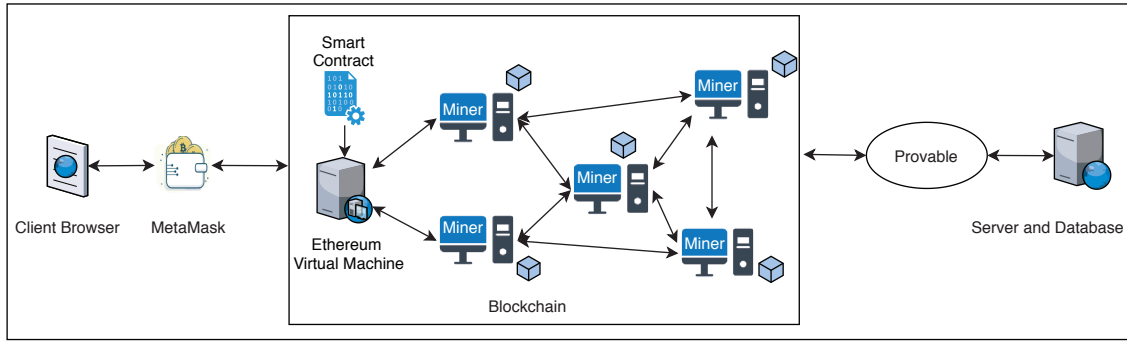 Smart
Contract
101
01010
10110
10100
010
Miner
Miner
Miner
Miner
Miner
Provable
Client Browser
MetaMask
Ethereum
Virtual Machine
Server and Database
Blockchain